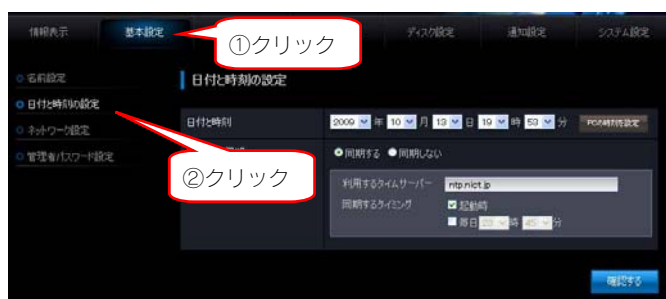 情報表示 基本設定 ディスク設定 通知設定 システム設定
①クリック
名前設定
日付と時刻の設定
ネットワーク設定
管理者パスワード設定
②クリック
日付と時刻の設定
日付と時刻 2009 年 10 月 13 日 19 時 53 分 PCの時刻を設定
同期する 同期しない
利用するタイムサーバー ntp.nict.jp
同期するタイミング 起動時
毎日 23 時 45 分
確認する